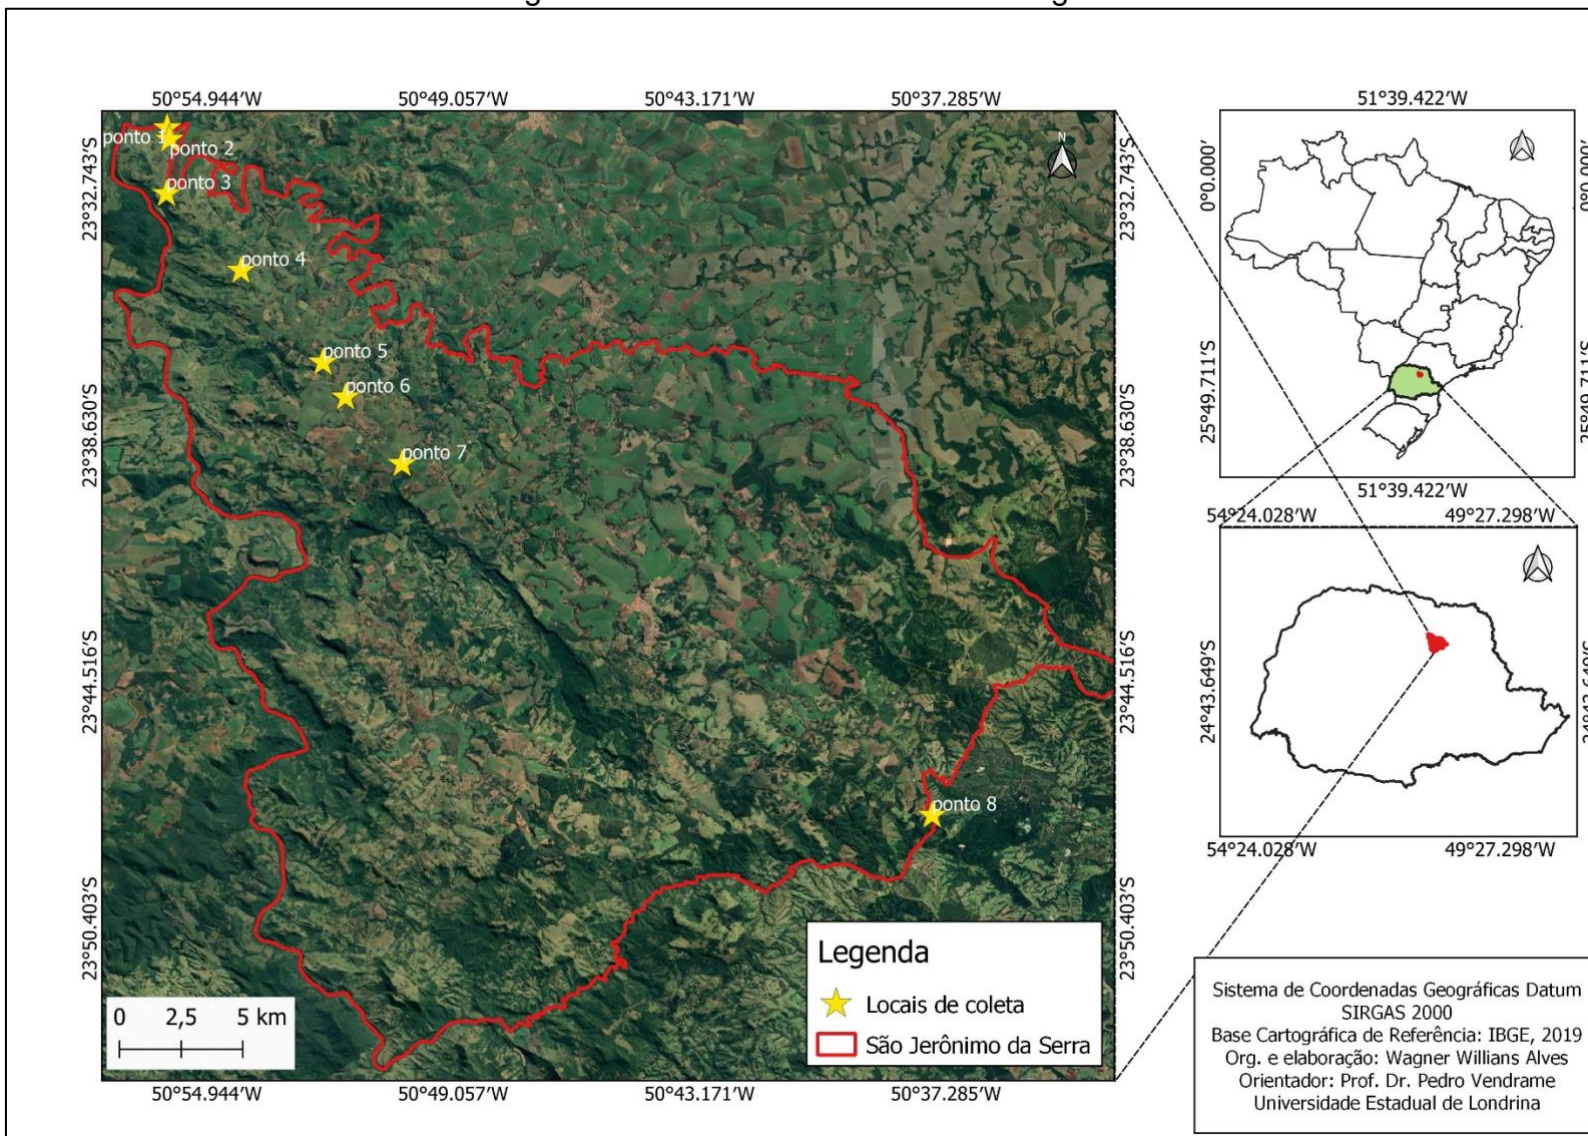 50°54.944'W 50°49.057'W 50°43.171'W 50°37.285'W
51°39.422'W
ponto 1
ponto 2
ponto 3
ponto 4
ponto 5
ponto 6
ponto 7
ponto 8
N
23°32.743'S
23°38.630'S
23°44.516'S
23°50.403'S
23°32.743'S
23°38.630'S
23°44.516'S
23°50.403'S
0°0.000'
25°49.711'S
0°0.000'
25°49.711'S
51°39.422'W
54°24.028'W 49°27.298'W
24°43.649'S
54°24.028'W 49°27.298'W
Legenda
Locais de coleta
São Jerônimo da Serra
0 2,5 5 km
50°54.944'W 50°49.057'W 50°43.171'W 50°37.285'W
Sistema de Coordenadas Geográficas Datum
SIRGAS 2000
Base Cartográfica de Referência: IBGE, 2019
Org. e elaboração: Wagner Willians Alves
Orientador: Prof. Dr. Pedro Vendrame
Universidade Estadual de Londrina